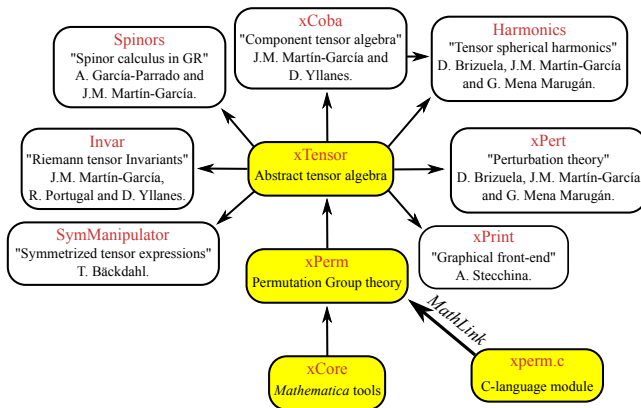 xCoba
"Component tensor algebra"
J.M. Martín-García and
D. Yllanes.
Spinors
"Spinor calculus in GR"
A. García-Parrado and
J.M. Martín-García.
Harmonics
"Tensor spherical harmonics"
D. Brizuela, J.M. Martín-García
and G. Mena Marugán.
Invar
"Riemann tensor Invariants"
J.M. Martín-García,
R. Portugal and D. Yllanes.
xTensor
Abstract tensor algebra
xPert
"Perturbation theory"
D. Brizuela, J.M. Martín-García
and G. Mena Marugán.
SymManipulator
"Symmetrized tensor expressions"
T. Bäckdahl.
xPerm
Permutation Group theory
xPrint
"Graphical front-end"
A. Stecchina.
MathLink
xCore
Mathematica tools
xperm.c
C-language module